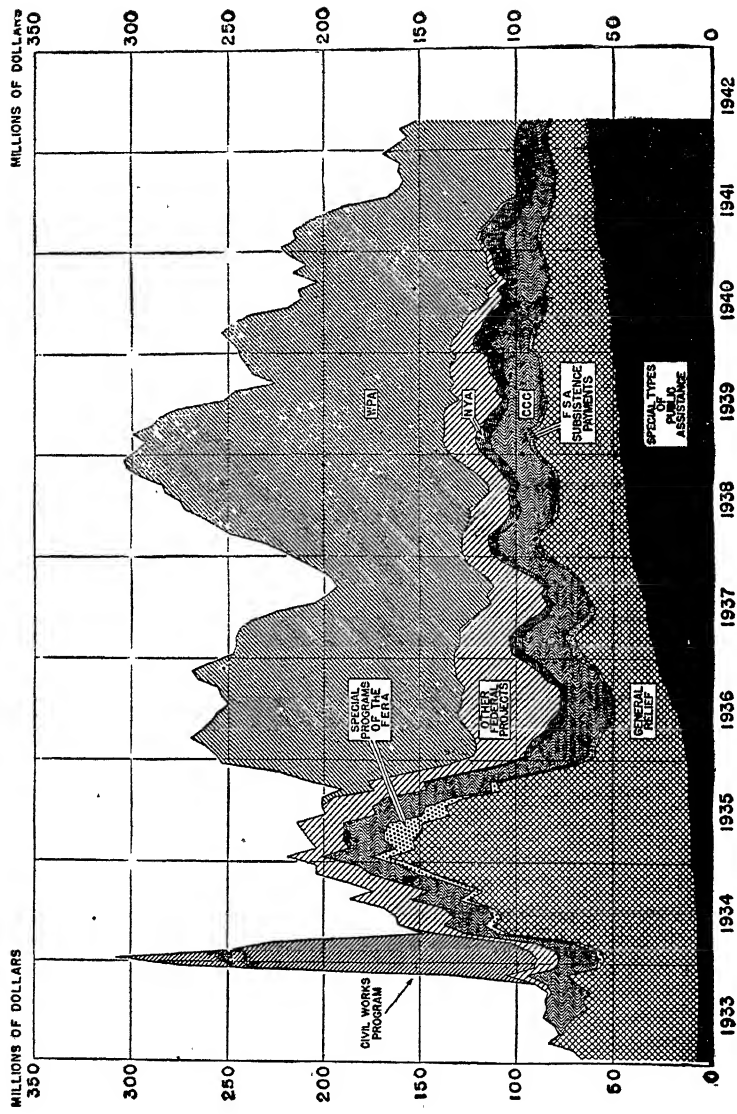 MILLIONS OF DOLLARS
350
300
250
200
150
100
50
0
MILLIONS OF DOLLARS
350
300
250
200
150
100
50
0
CIVIL WORKS
PROGRAM
SPECIAL
PROGRAMS
OF THE
FERA
OTHER
FEDERAL
PROJECTS
GENERAL
RELIEF
WPA
NYA
CCC
FSA
SUBSISTENCE
PAYMENTS
SPECIAL TYPES
OF
PUBLIC
ASSISTANCE
1933
1934
1935
1936
1937
1938
1939
1940
1941
1942